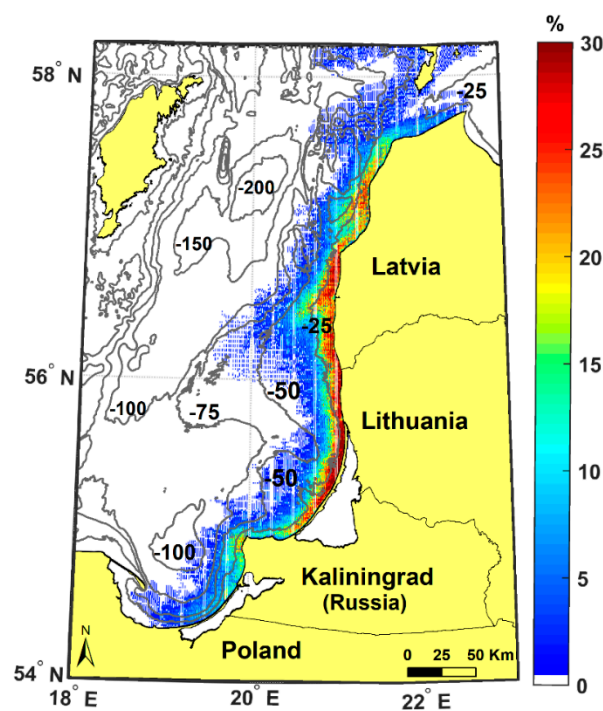 %
30
58° N
-25
25
-200
-150
20
Latvia
-25
15
56° N
-50
-100
-75
Lithuania
10
-50
-100
Kaliningrad
(Russia)
5
N
Poland
0 25 50 Km
54° N
0
18° E
20° E
22° E